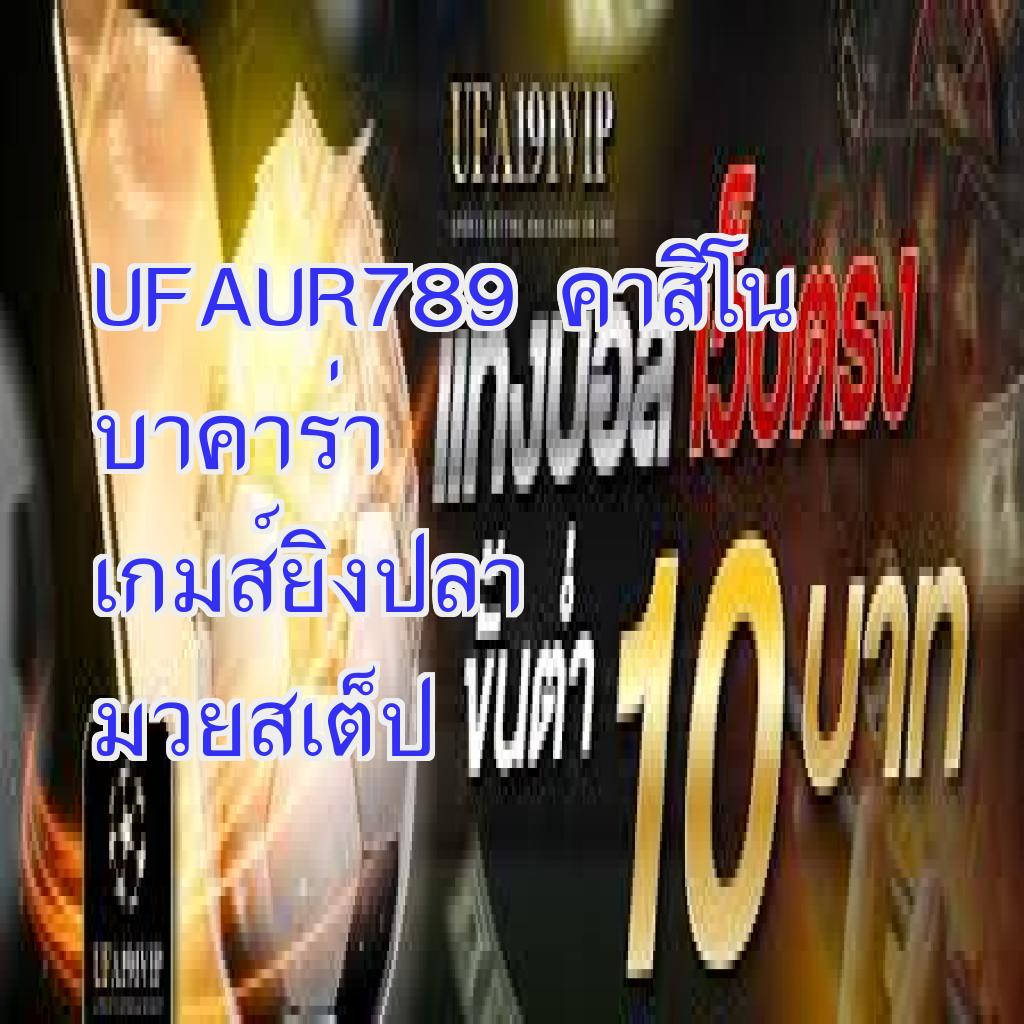 UFA191VIP
UFAUR789 คาสิโน
แทงบอล เว็บตรง
บาคาร่า
เกมส์ยิงปลา
ขั้นต่ำ 10 บาท
มวยสเต็ป
UFA191VIP